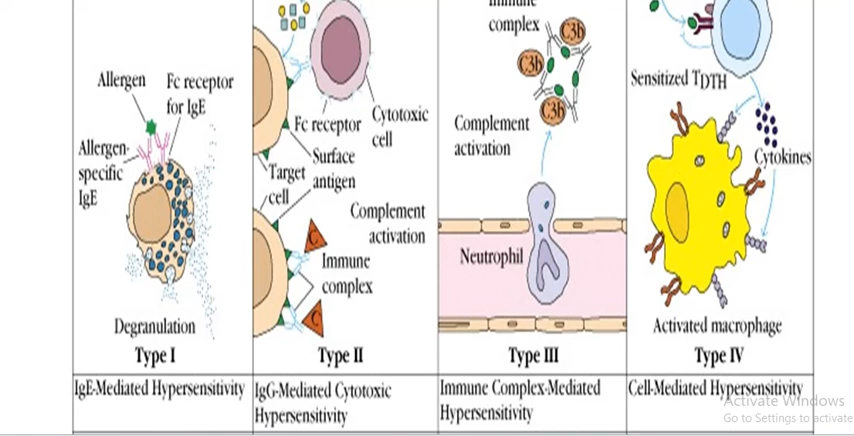 Allergen
Fc receptor
for IgE
Allergen-
specific
IgE
Degranulation
Type I
IgE-Mediated Hypersensitivity
Fc receptor
Cytotoxic
cell
Surface
antigen
Target
cell
Complement
activation
C
Immune
complex
C
Type II
IgG-Mediated Cytotoxic
Hypersensitivity
Immune
complex
C3b
C3b
C3b
Complement
activation
Neutrophil
Type III
Immune Complex-Mediated
Hypersensitivity
Sensitized TDTH
Cytokines
Activated macrophage
Type IV
Cell-Mediated Hypersensitivity
Activate Windows
Go to Settings to activate